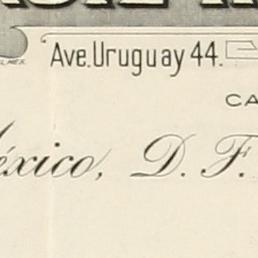 Ave. Uruguay 44.
CA
éxico, D. F.